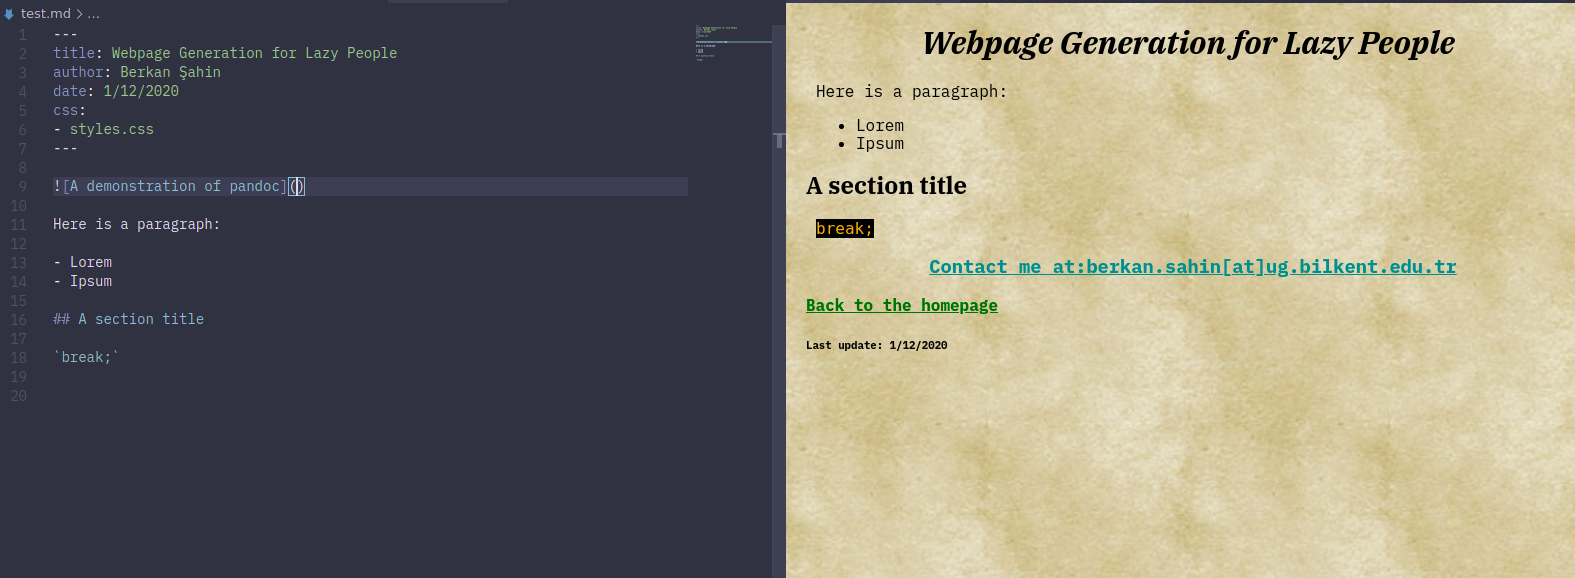 test.md > ...
1 ---
2 title: Webpage Generation for Lazy People
3 author: Berkan Şahin
4 date: 1/12/2020
5 css:
6 - styles.css
7 ---
8
9 ![A demonstration of pandoc]()
10
11 Here is a paragraph:
12
13 - Lorem
14 - Ipsum
15
16 ## A section title
17
18 `break;`
19
20
Webpage Generation for Lazy People
Here is a paragraph:
• Lorem
• Ipsum
A section title
break;
Contact me at:berkan.sahin[at]ug.bilkent.edu.tr
Back to the homepage
Last update: 1/12/2020